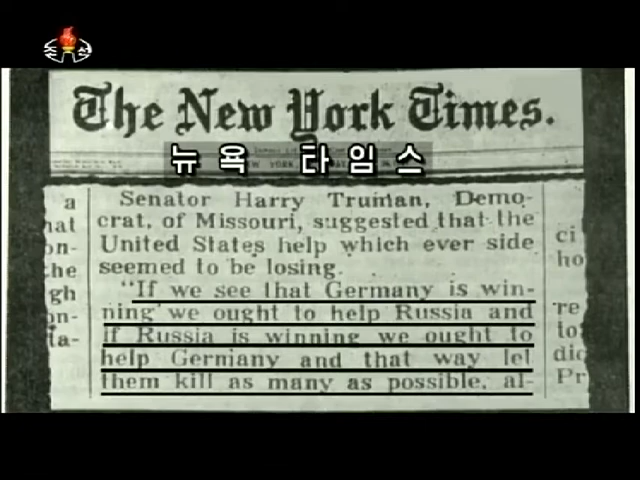 The New York Times.
뉴욕 타임스
Senator Harry Truman, Demo-
crat, of Missouri, suggested that the
United States help which ever side
seemed to be losing.
"If we see that Germany is win-
ning we ought to help Russia and
if Russia is winning we ought to
help Germany and that way let
them kill as many as possible, al-